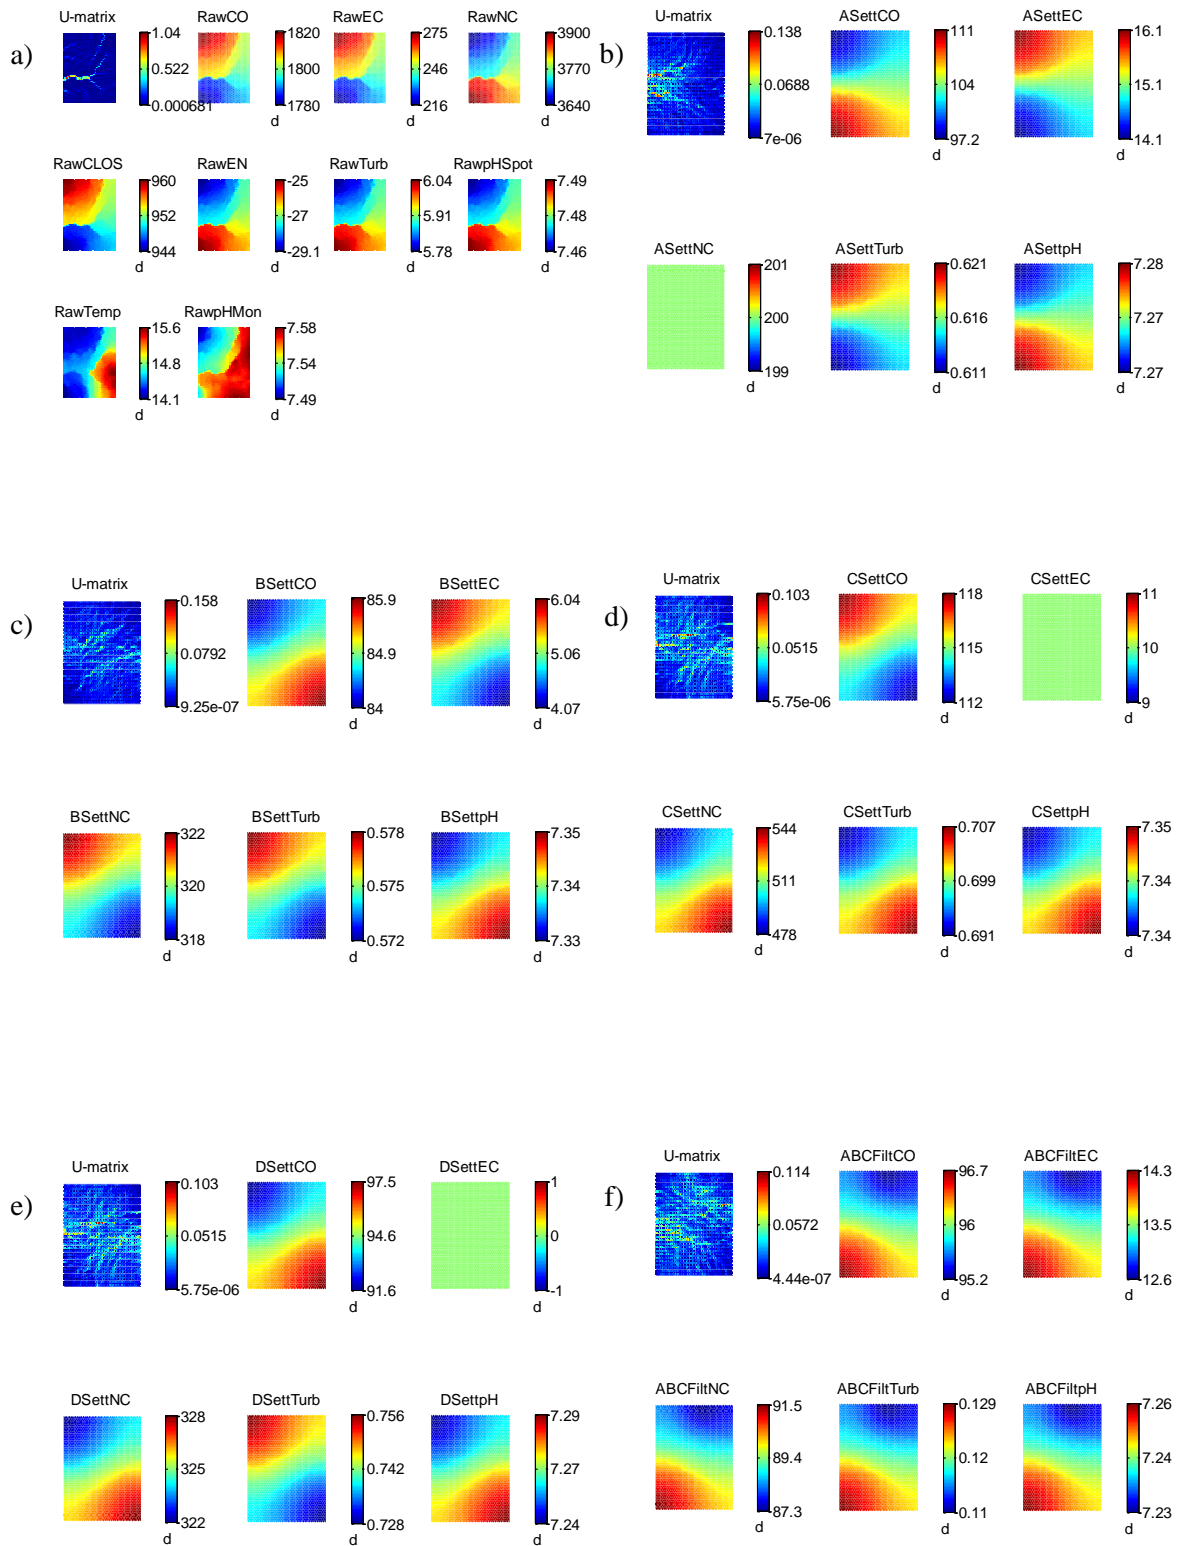 a)
U-matrix
1.04
0.522
0.000681
RawCO
1820
1800
1780
d
RawEC
275
246
216
d
RawNC
3900
3770
3640
d
RawCLOS
960
952
944
d
RawEN
-25
-27
-29.1
d
RawTurb
6.04
5.91
5.78
d
RawpHSpot
7.49
7.48
7.46
d
RawTemp
15.6
14.8
14.1
d
RawpHMon
7.58
7.54
7.49
d
b)
U-matrix
0.138
0.0688
7e-06
ASettCO
111
104
97.2
d
ASettEC
16.1
15.1
14.1
d
ASettNC
201
200
199
d
ASettTurb
0.621
0.616
0.611
d
ASettpH
7.28
7.27
7.27
d
c)
U-matrix
0.158
0.0792
9.25e-07
BSettCO
85.9
84.9
84
d
BSettEC
6.04
5.06
4.07
d
BSettNC
322
320
318
d
BSettTurb
0.578
0.575
0.572
d
BSettpH
7.35
7.34
7.33
d
d)
U-matrix
0.103
0.0515
5.75e-06
CSettCO
118
115
112
d
CSettEC
11
10
9
d
CSettNC
544
511
478
d
CSettTurb
0.707
0.699
0.691
d
CSettpH
7.35
7.34
7.34
d
e)
U-matrix
0.103
0.0515
5.75e-06
DSettCO
97.5
94.6
91.6
d
DSettEC
1
0
-1
d
DSettNC
328
325
322
d
DSettTurb
0.756
0.742
0.728
d
DSettpH
7.29
7.27
7.24
d
f)
U-matrix
0.114
0.0572
4.44e-07
ABCFiltCO
96.7
96
95.2
d
ABCFiltEC
14.3
13.5
12.6
d
ABCFiltNC
91.5
89.4
87.3
d
ABCFiltTurb
0.129
0.12
0.11
d
ABCFiltpH
7.26
7.24
7.23
d